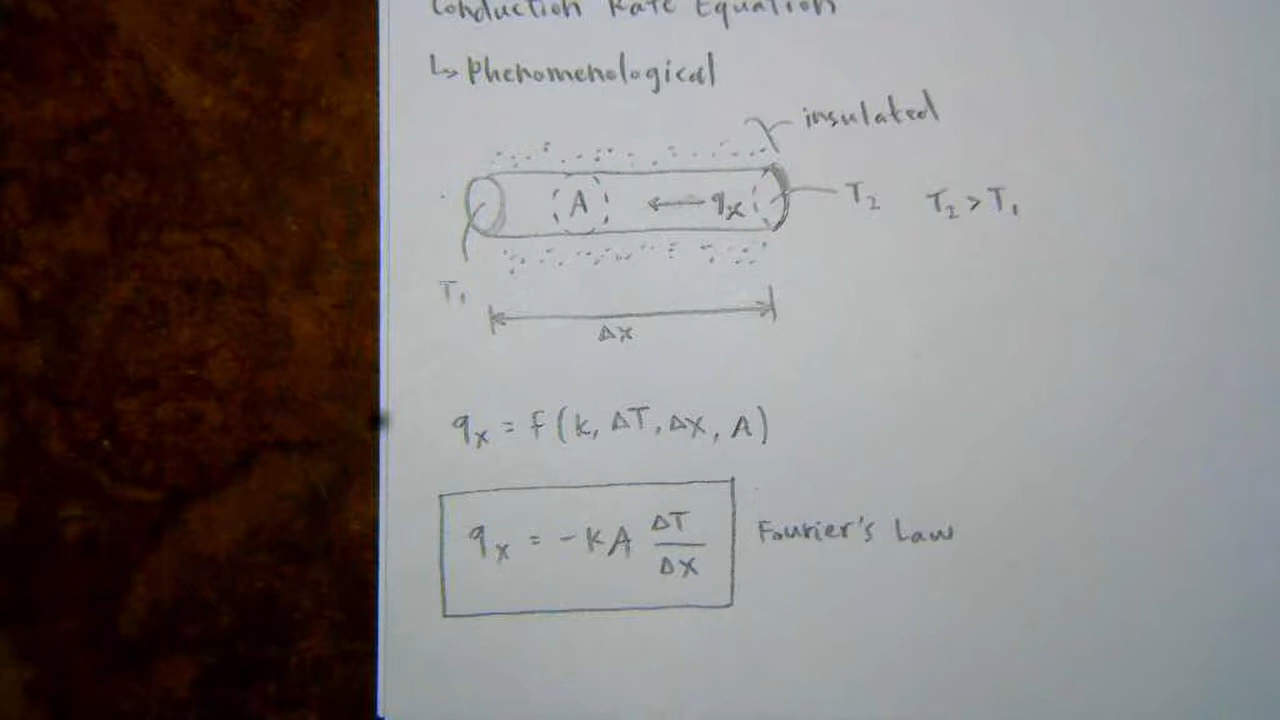 Conduction Rate Equation
↳ Phenomenological
insulated
A ← qx T2 T2 > T1
T1
Δx
qx = f(k, ΔT, Δx, A)
qx = -kA ΔT/Δx Fourier's Law